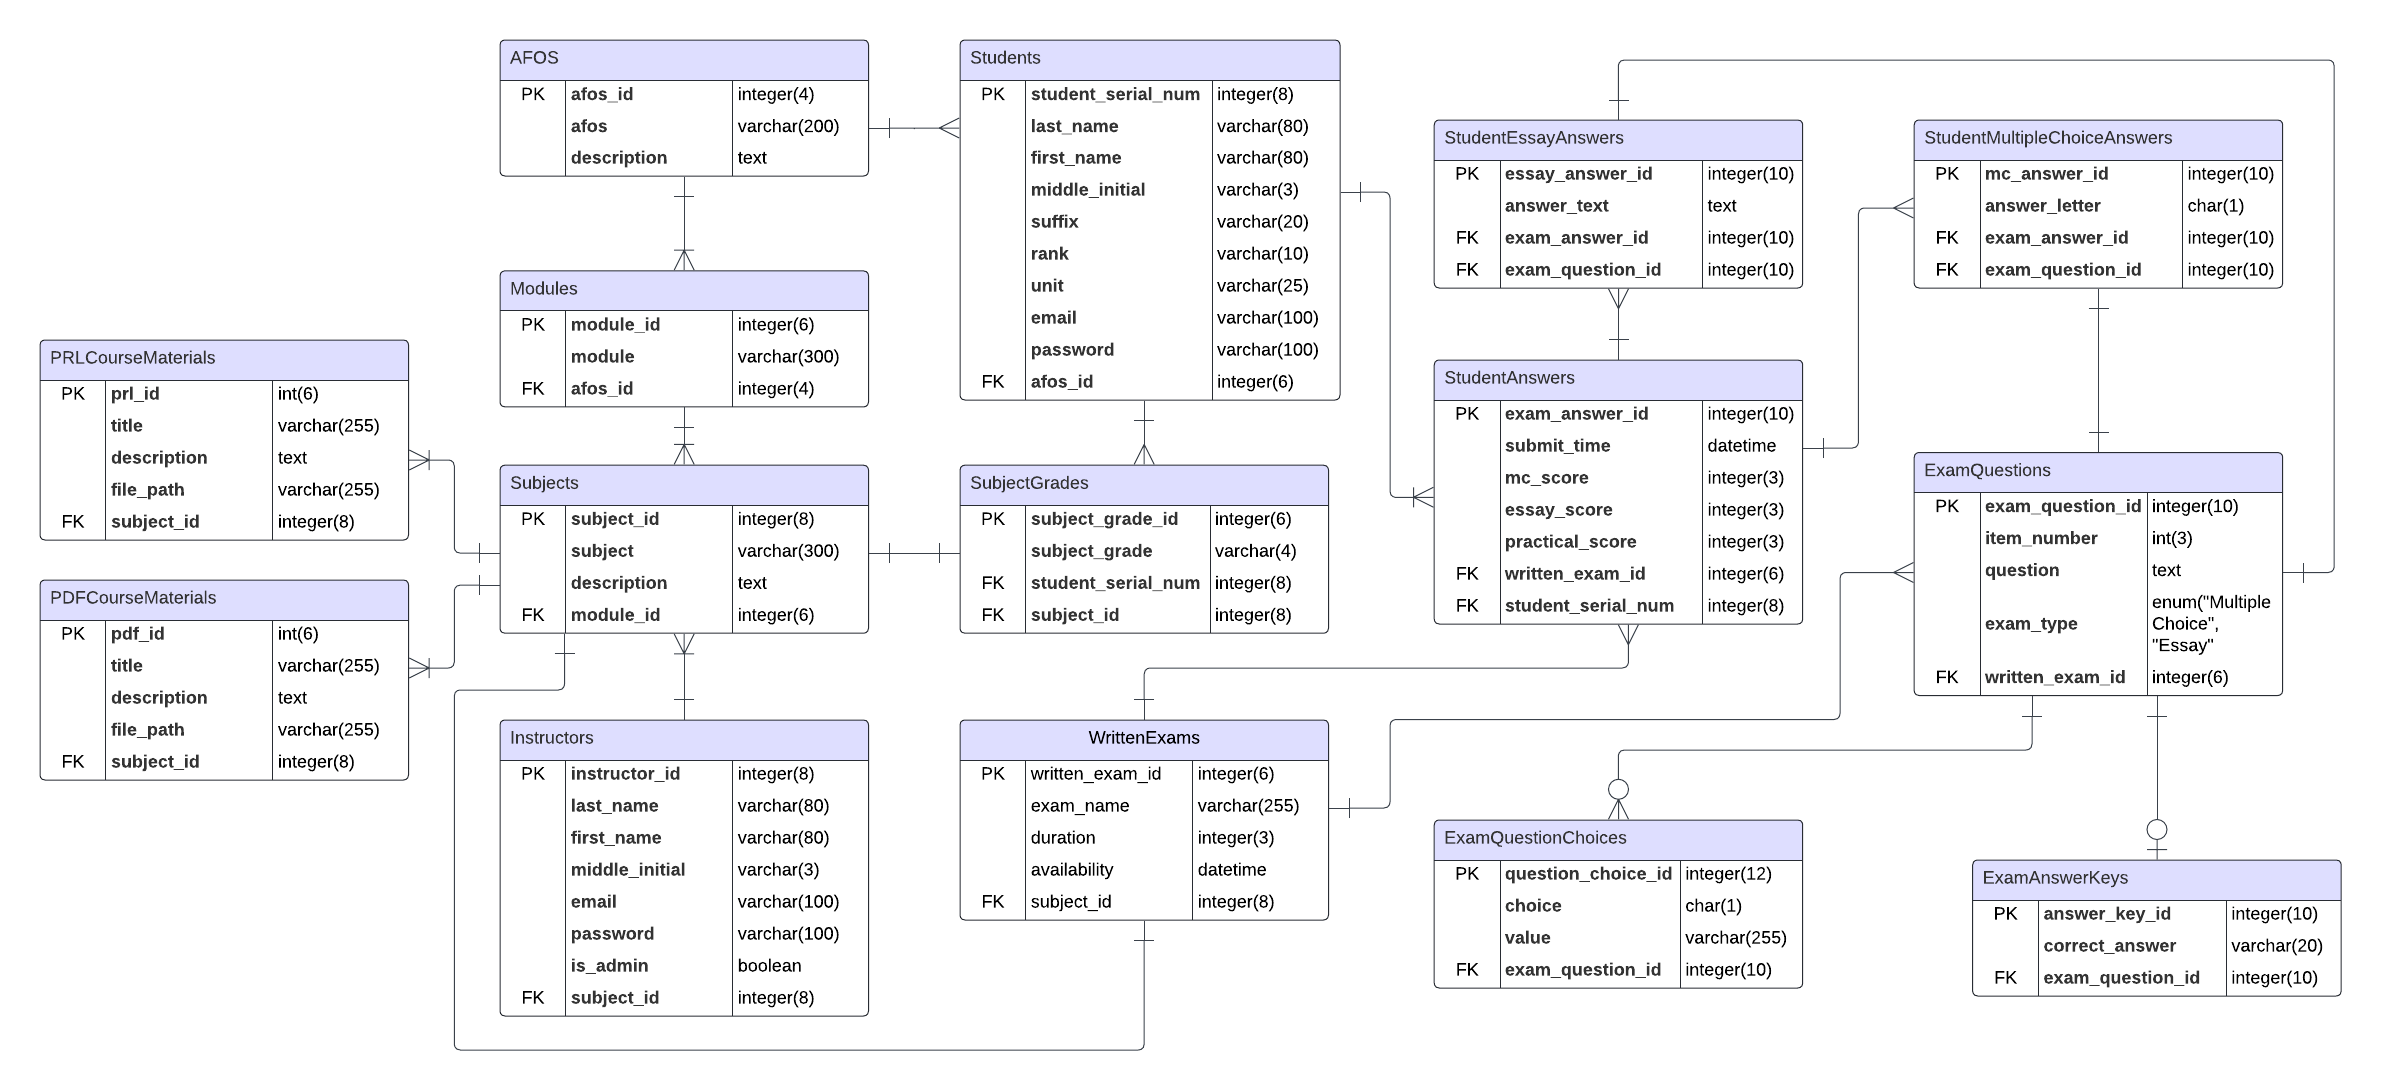 AFOS
PK afos_id integer(4)
afos varchar(200)
description text
Students
PK student_serial_num integer(8)
last_name varchar(80)
first_name varchar(80)
middle_initial varchar(3)
suffix varchar(20)
rank varchar(10)
unit varchar(25)
email varchar(100)
password varchar(100)
FK afos_id integer(6)
StudentEssayAnswers
PK essay_answer_id integer(10)
answer_text text
FK exam_answer_id integer(10)
FK exam_question_id integer(10)
StudentMultipleChoiceAnswers
PK mc_answer_id integer(10)
answer_letter char(1)
FK exam_answer_id integer(10)
FK exam_question_id integer(10)
Modules
PK module_id integer(6)
module varchar(300)
FK afos_id integer(4)
PRLCourseMaterials
PK prl_id int(6)
title varchar(255)
description text
file_path varchar(255)
FK subject_id integer(8)
StudentAnswers
PK exam_answer_id integer(10)
submit_time datetime
mc_score integer(3)
essay_score integer(3)
practical_score integer(3)
FK written_exam_id integer(6)
FK student_serial_num integer(8)
Subjects
PK subject_id integer(8)
subject varchar(300)
description text
FK module_id integer(6)
SubjectGrades
PK subject_grade_id integer(6)
subject_grade varchar(4)
FK student_serial_num integer(8)
FK subject_id integer(8)
ExamQuestions
PK exam_question_id integer(10)
item_number int(3)
question text
exam_type enum("Multiple
Choice",
"Essay"
FK written_exam_id integer(6)
PDFCourseMaterials
PK pdf_id int(6)
title varchar(255)
description text
file_path varchar(255)
FK subject_id integer(8)
Instructors
PK instructor_id integer(8)
last_name varchar(80)
first_name varchar(80)
middle_initial varchar(3)
email varchar(100)
password varchar(100)
is_admin boolean
FK subject_id integer(8)
WrittenExams
PK written_exam_id integer(6)
exam_name varchar(255)
duration integer(3)
availability datetime
FK subject_id integer(8)
ExamQuestionChoices
PK question_choice_id integer(12)
choice char(1)
value varchar(255)
FK exam_question_id integer(10)
ExamAnswerKeys
PK answer_key_id integer(10)
correct_answer varchar(20)
FK exam_question_id integer(10)